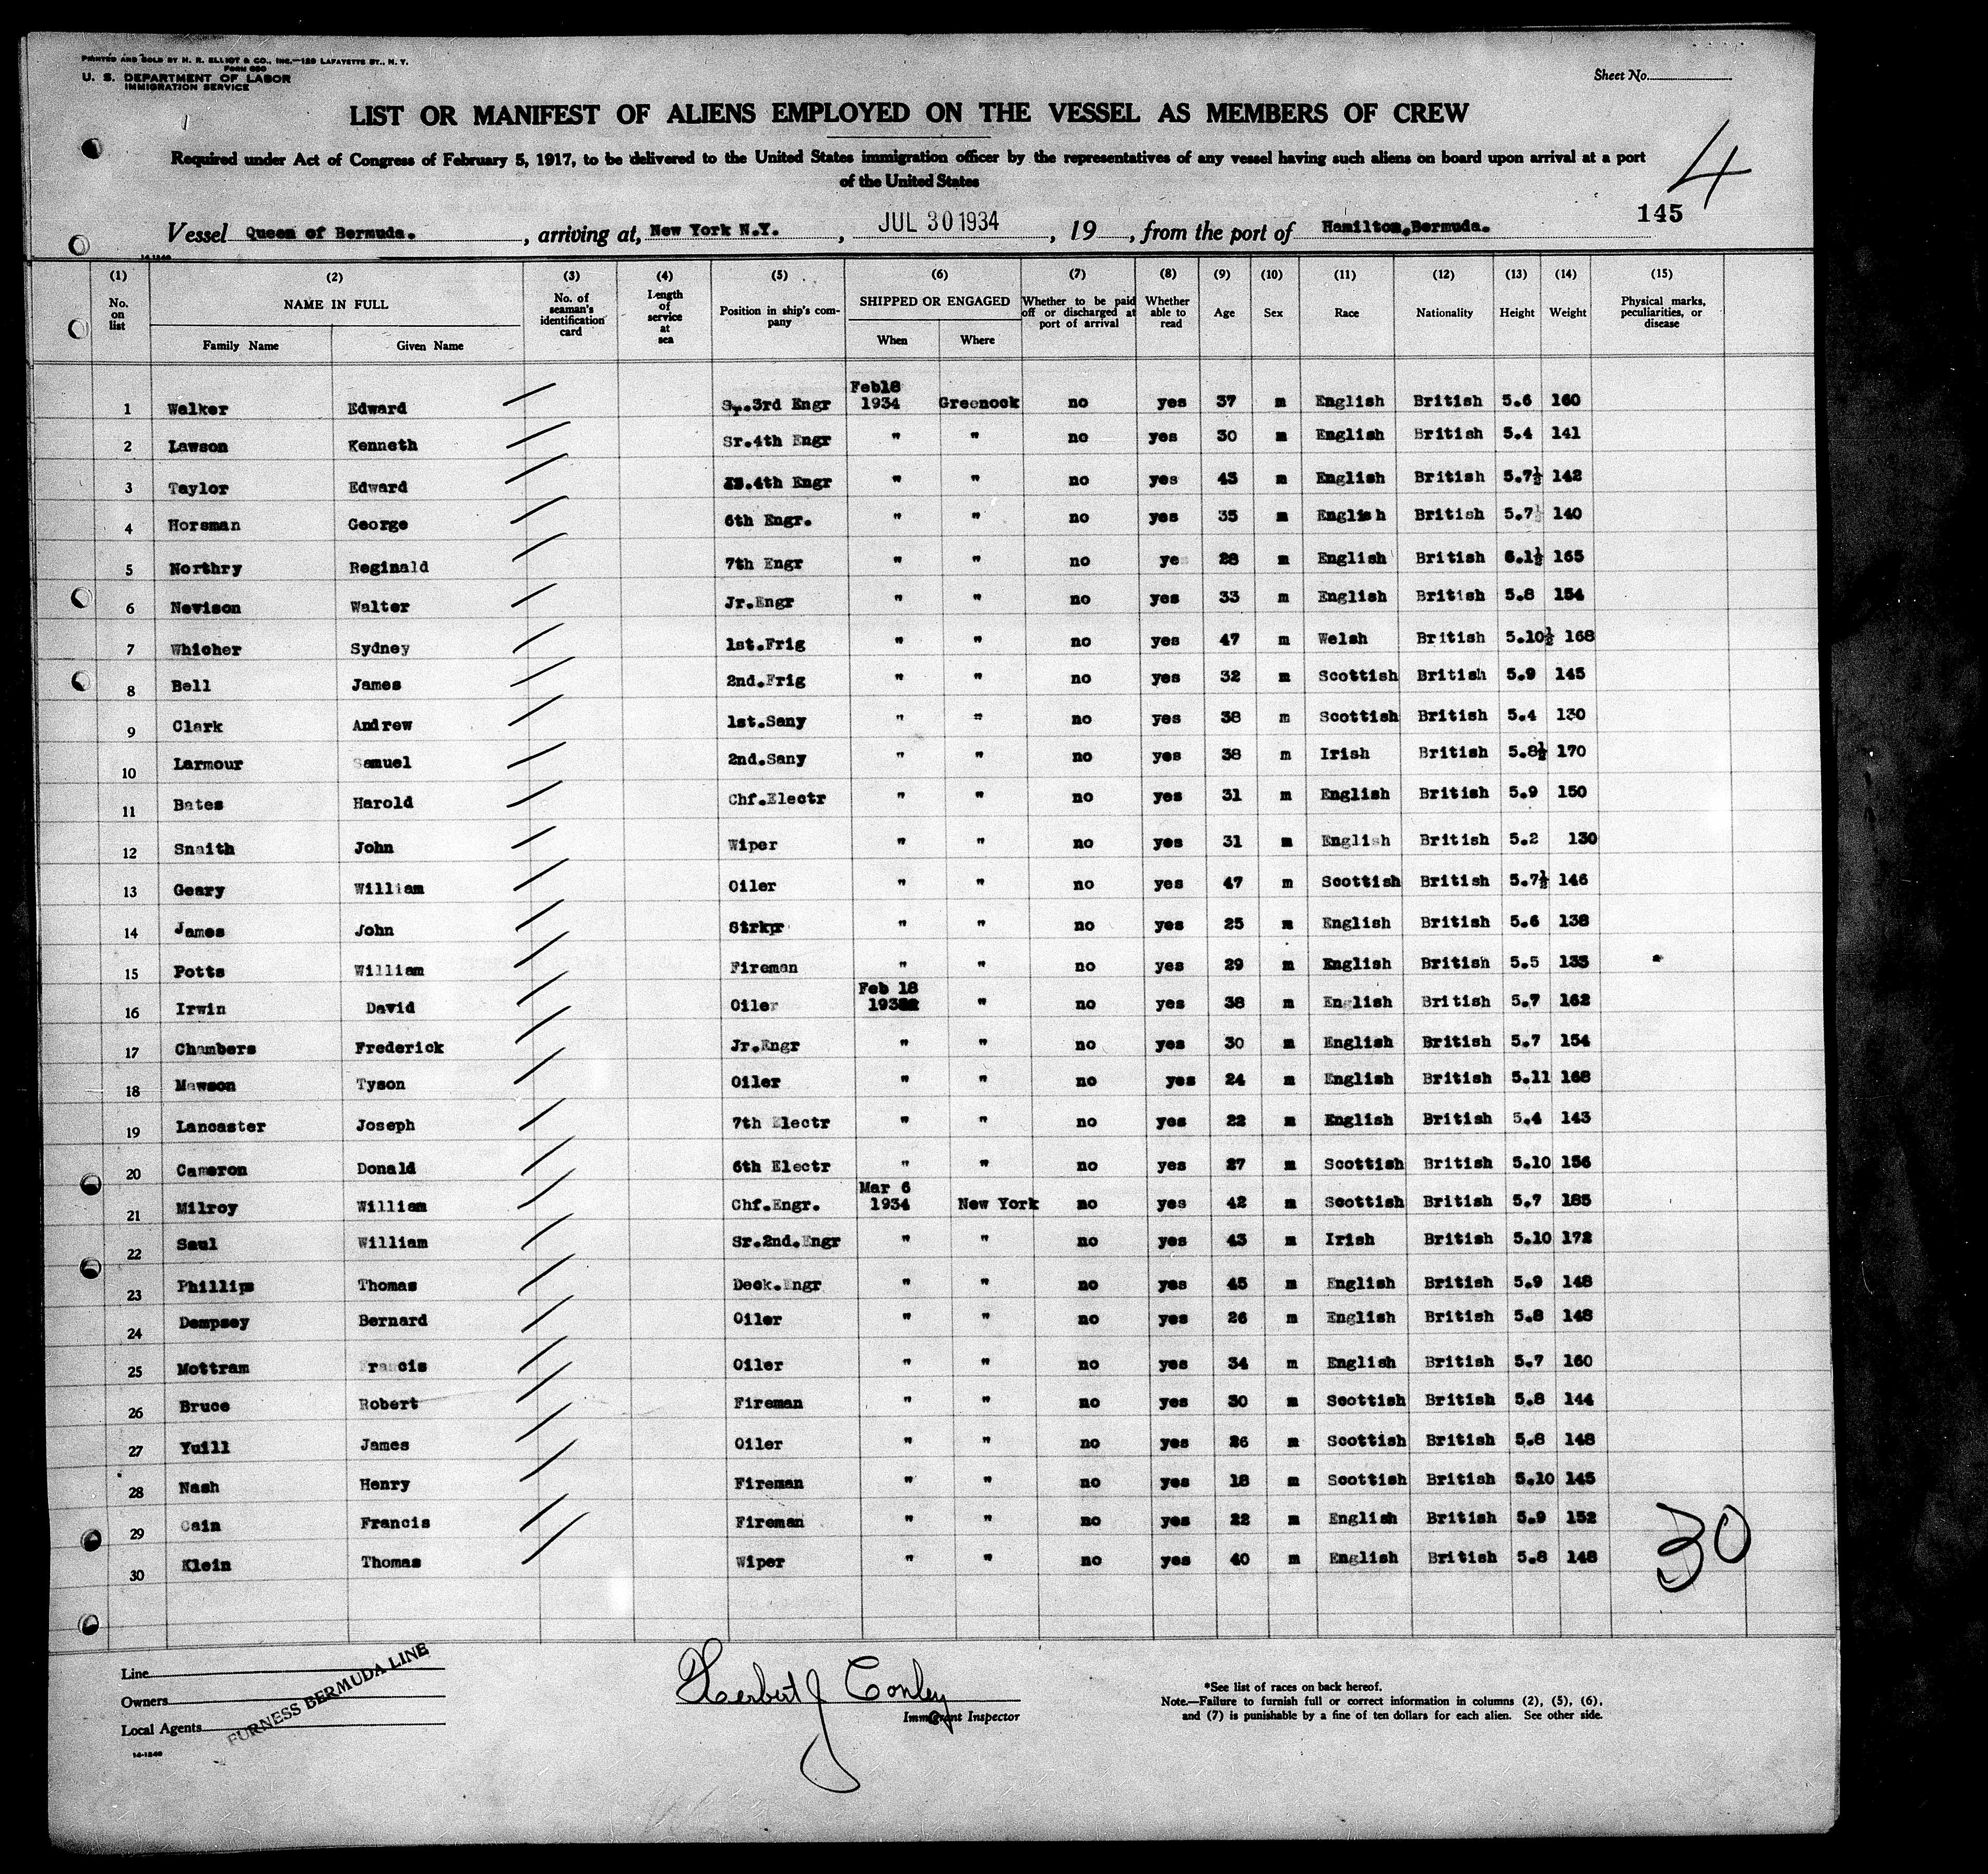 PRINTED AND SOLD BY H. R. ELLIOT & CO., INC.—129 LAFAYETTE ST., N. Y.
FORM 680
U. S. DEPARTMENT OF LABOR
IMMIGRATION SERVICE
Sheet No.
LIST OR MANIFEST OF ALIENS EMPLOYED ON THE VESSEL AS MEMBERS OF CREW
Required under Act of Congress of February 5, 1917, to be delivered to the United States immigration officer by the representatives of any vessel having such aliens on board upon arrival at a port
of the United States
4
145
Vessel Queen of Bermuda. , arriving at, New York N.Y. , JUL 30 1934 , 19 , from the port of Hamilton,Bermuda.
14-1240
(1) (2) (3) (4) (5) (6) (7) (8) (9) (10) (11) (12) (13) (14) (15)
No. on list NAME IN FULL Family Name Given Name No. of seaman's identification card Length of service at sea Position in ship's company SHIPPED OR ENGAGED When Where Whether to be paid off or discharged at port of arrival Whether able to read Age Sex Race Nationality Height Weight Physical marks, peculiarities, or disease
1 Walker Edward Sr.3rd Engr Feb18 1934 Greenock no yes 37 m English British 5.6 160
2 Lawson Kenneth Sr.4th Engr " " no yes 30 m English British 5.4 141
3 Taylor Edward 4th Engr " " no yes 43 m English British 5.7½ 142
4 Horsman George 6th Engr. " " no yes 35 m English British 5.7½ 140
5 Northry Reginald 7th Engr " " no ye 28 m English British 6.1½ 165
6 Nevison Walter Jr.Engr " " no yes 33 m English British 5.8 154
7 Whicher Sydney 1st.Frig " " no yes 47 m Welsh British 5.10½ 168
8 Bell James 2nd.Frig " " no yes 32 m Scottish British 5.9 145
9 Clark Andrew 1st.Sany " " no yes 38 m Scottish British 5.4 130
10 Larmour Samuel 2nd.Sany " " no yes 38 m Irish British 5.8½ 170
11 Bates Harold Chf.Electr " " no yes 31 m English British 5.9 150
12 Snaith John Wiper " " no yes 31 m English British 5.2 130
13 Geary William Oiler " " no yes 47 m Scottish British 5.7½ 146
14 James John Strkpr " " no yes 25 m English British 5.6 138
15 Potts William Fireman " " no yes 29 m English British 5.5 135
16 Irwin David Oiler Feb 18 " no yes 38 m English British 5.7 162
17 Chambers Frederick Jr.Engr " " no yes 30 m English British 5.7 154
18 Mawson Tyson Oiler " " no yes 24 m English British 5.11 168
19 Lancaster Joseph 7th Electr " " no yes 22 m English British 5.4 143
20 Cameron Donald 6th Electr " " no yes 27 m Scottish British 5.10 156
21 Milroy William Chf.Engr. Mar 6 1934 New York no yes 42 m Scottish British 5.7 185
22 Saul William Sr.2nd.Engr " " no yes 43 m Irish British 5.10 172
23 Phillips Thomas Deck.Engr " " no yes 45 m English British 5.9 148
24 Dempsey Bernard Oiler " " no yes 26 m English British 5.8 148
25 Mottram Francis Oiler " " no yes 34 m English British 5.7 160
26 Bruce Robert Fireman " " no yes 30 m Scottish British 5.8 144
27 Yuill James Oiler " " no yes 26 m Scottish British 5.8 148
28 Nash Henry Fireman " " no yes 18 m Scottish British 5.10 145
29 Cain Francis Fireman " " no yes 22 m English British 5.9 152
30 Klein Thomas Wiper " " no yes 40 m English British 5.8 148
30
Line
Owners
Local Agents
FURNESS BERMUDA LINE
14-1240
Herbert J Conley
Immigrant Inspector
*See list of races on back hereof.
Note.—Failure to furnish full or correct information in columns (2), (5), (6),
and (7) is punishable by a fine of ten dollars for each alien. See other side.